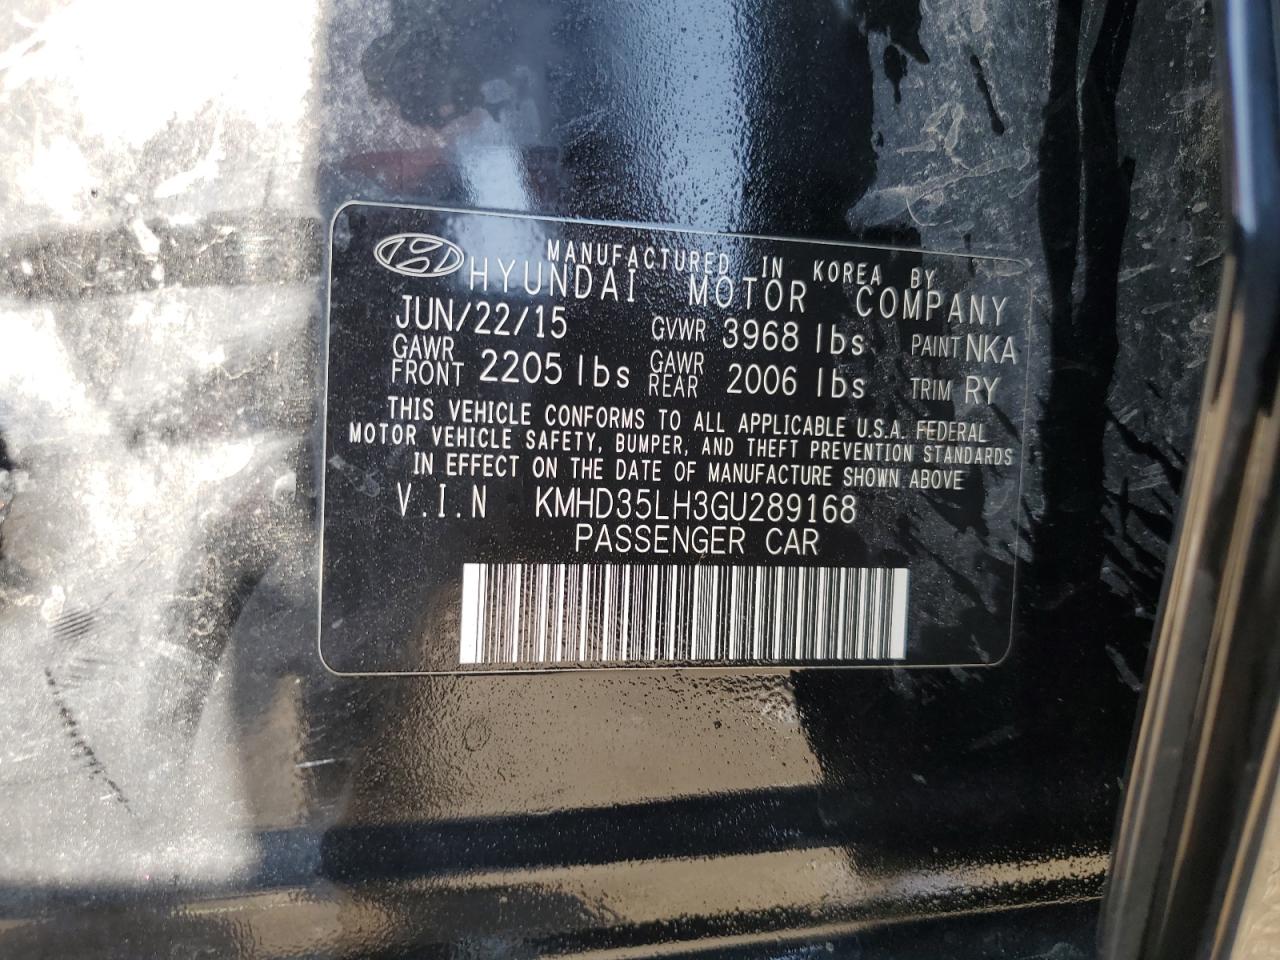 MANUFACTURED IN KOREA BY
HYUNDAI MOTOR COMPANY
JUN/22/15 GVWR 3968 lbs PAINT NKA
GAWR FRONT 2205 lbs GAWR REAR 2006 lbs TRIM RY
THIS VEHICLE CONFORMS TO ALL APPLICABLE U.S.A. FEDERAL
MOTOR VEHICLE SAFETY, BUMPER, AND THEFT PREVENTION STANDARDS
IN EFFECT ON THE DATE OF MANUFACTURE SHOWN ABOVE
V.I.N KMHD35LH3GU289168
PASSENGER CAR